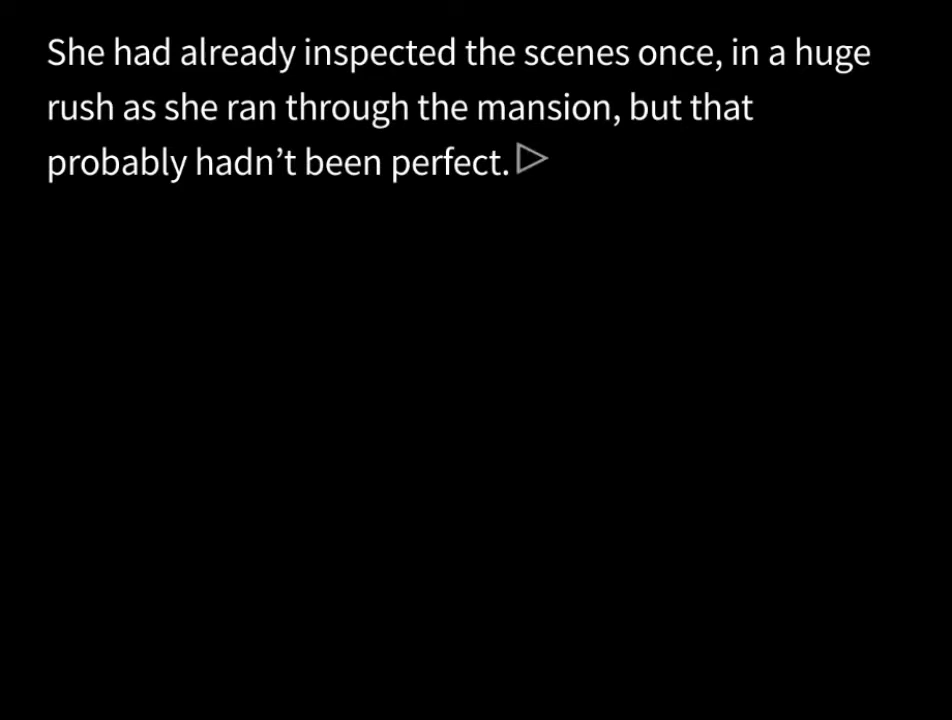 She had already inspected the scenes once, in a huge
rush as she ran through the mansion, but that
probably hadn’t been perfect.